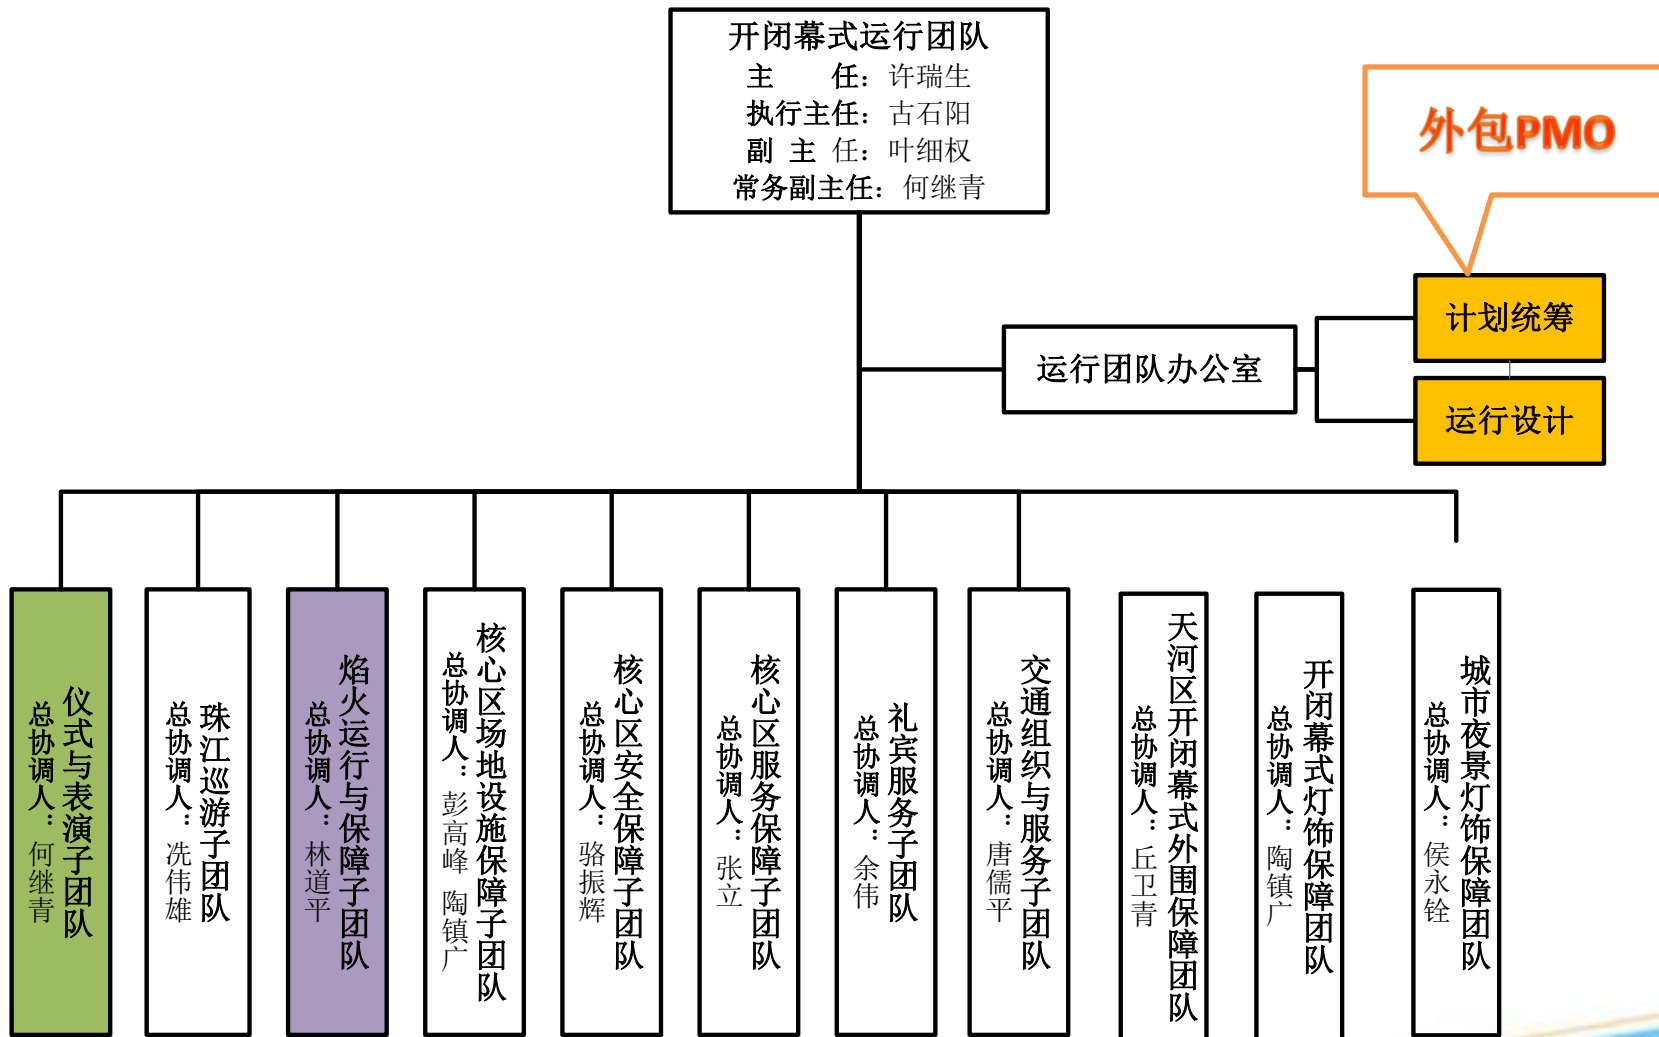 开闭幕式运行团队
主 任：许瑞生
执行主任：古石阳
副 主 任：叶细权
常务副主任：何继青
外包PMO
计划统筹
运行团队办公室
运行设计
仪式与表演子团队
总协调人：何继青
珠江巡游子团队
总协调人：冼伟雄
焰火运行与保障子团队
总协调人：林道平
核心区场地设施保障子团队
总协调人：彭高峰 陶镇广
核心区安全保障子团队
总协调人：骆振辉
核心区服务保障子团队
总协调人：张立
礼宾服务子团队
总协调人：余伟
交通组织与服务子团队
总协调人：唐儒平
天河区开闭幕式外围保障团队
总协调人：丘卫青
开闭幕式灯饰保障团队
总协调人：陶镇广
城市夜景灯饰保障团队
总协调人：侯永铨